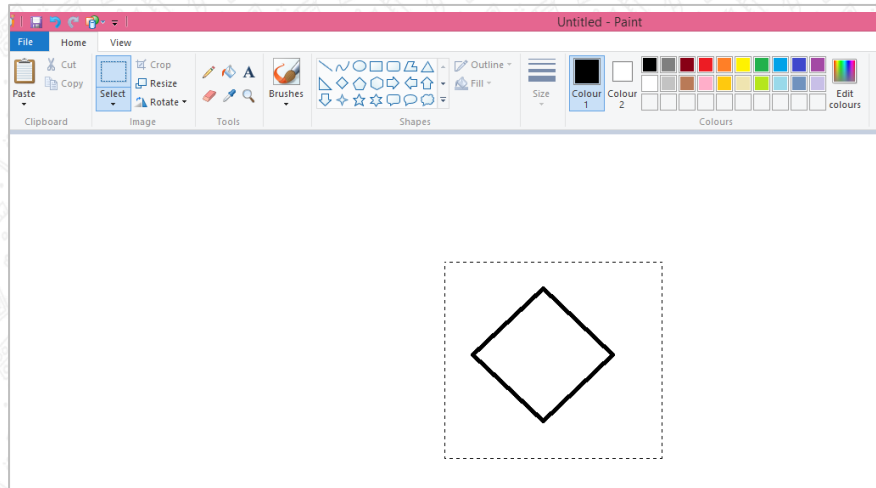 Untitled - Paint
File Home View
Paste
Cut
Copy
Clipboard
Select
Crop
Resize
Rotate
Image
A
Tools
Brushes
Outline
Fill
Shapes
Size
Colour 1
Colour 2
Edit colours
Colours